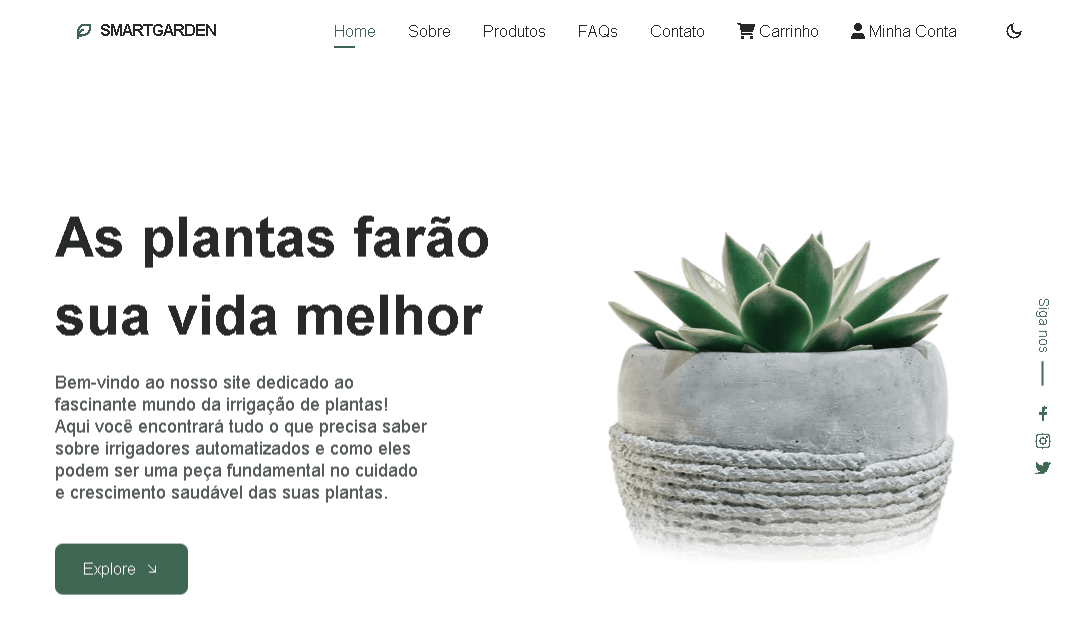 SMARTGARDEN
Home
Sobre
Produtos
FAQs
Contato
Carrinho
Minha Conta
As plantas farão
sua vida melhor
Bem-vindo ao nosso site dedicado ao
fascinante mundo da irrigação de plantas!
Aqui você encontrará tudo o que precisa saber
sobre irrigadores automatizados e como eles
podem ser uma peça fundamental no cuidado
e crescimento saudável das suas plantas.
Explore
Siga nos